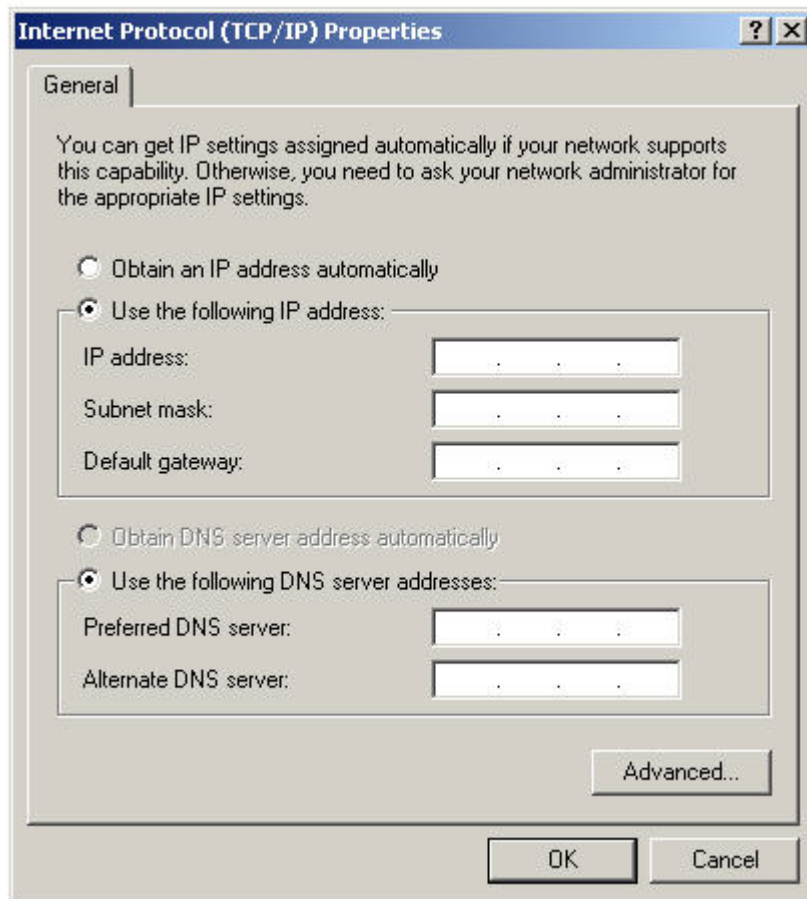 Internet Protocol (TCP/IP) Properties
General
You can get IP settings assigned automatically if your network supports
this capability. Otherwise, you need to ask your network administrator for
the appropriate IP settings.
Obtain an IP address automatically
Use the following IP address:
IP address: . . .
Subnet mask: . . .
Default gateway: . . .
Obtain DNS server address automatically
Use the following DNS server addresses:
Preferred DNS server: . . .
Alternate DNS server: . . .
Advanced...
OK Cancel